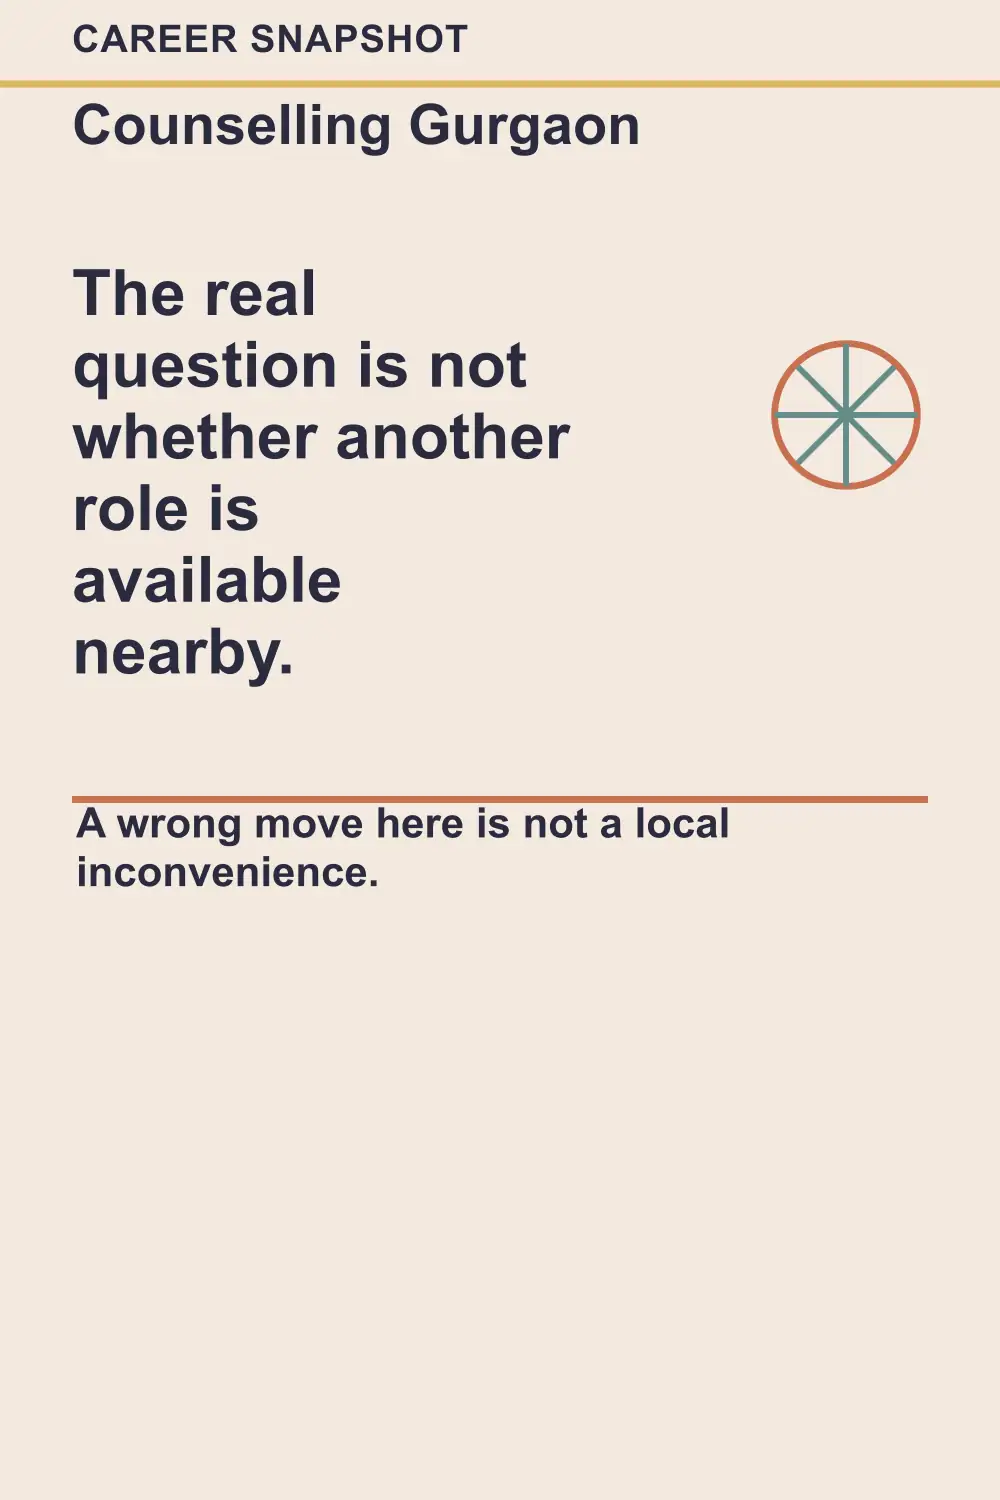 CAREER SNAPSHOT
Counselling Gurgaon
The real
question is not
whether another
role is
available
nearby.
A wrong move here is not a local
inconvenience.